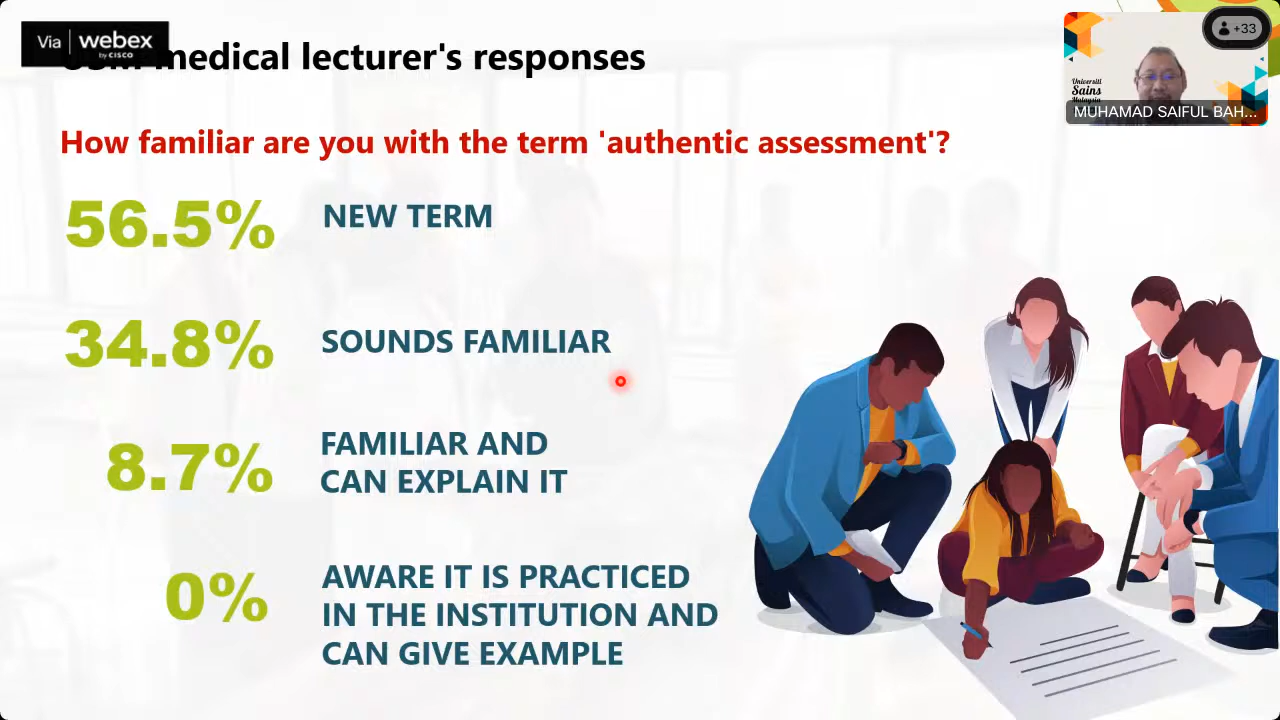 Via webex
by CISCO
medical lecturer's responses
+33
Universiti
Sains
Malaysia
MUHAMAD SAIFUL BAH...
How familiar are you with the term 'authentic assessment'?
56.5% NEW TERM
34.8% SOUNDS FAMILIAR
8.7% FAMILIAR AND
CAN EXPLAIN IT
0% AWARE IT IS PRACTICED
IN THE INSTITUTION AND
CAN GIVE EXAMPLE